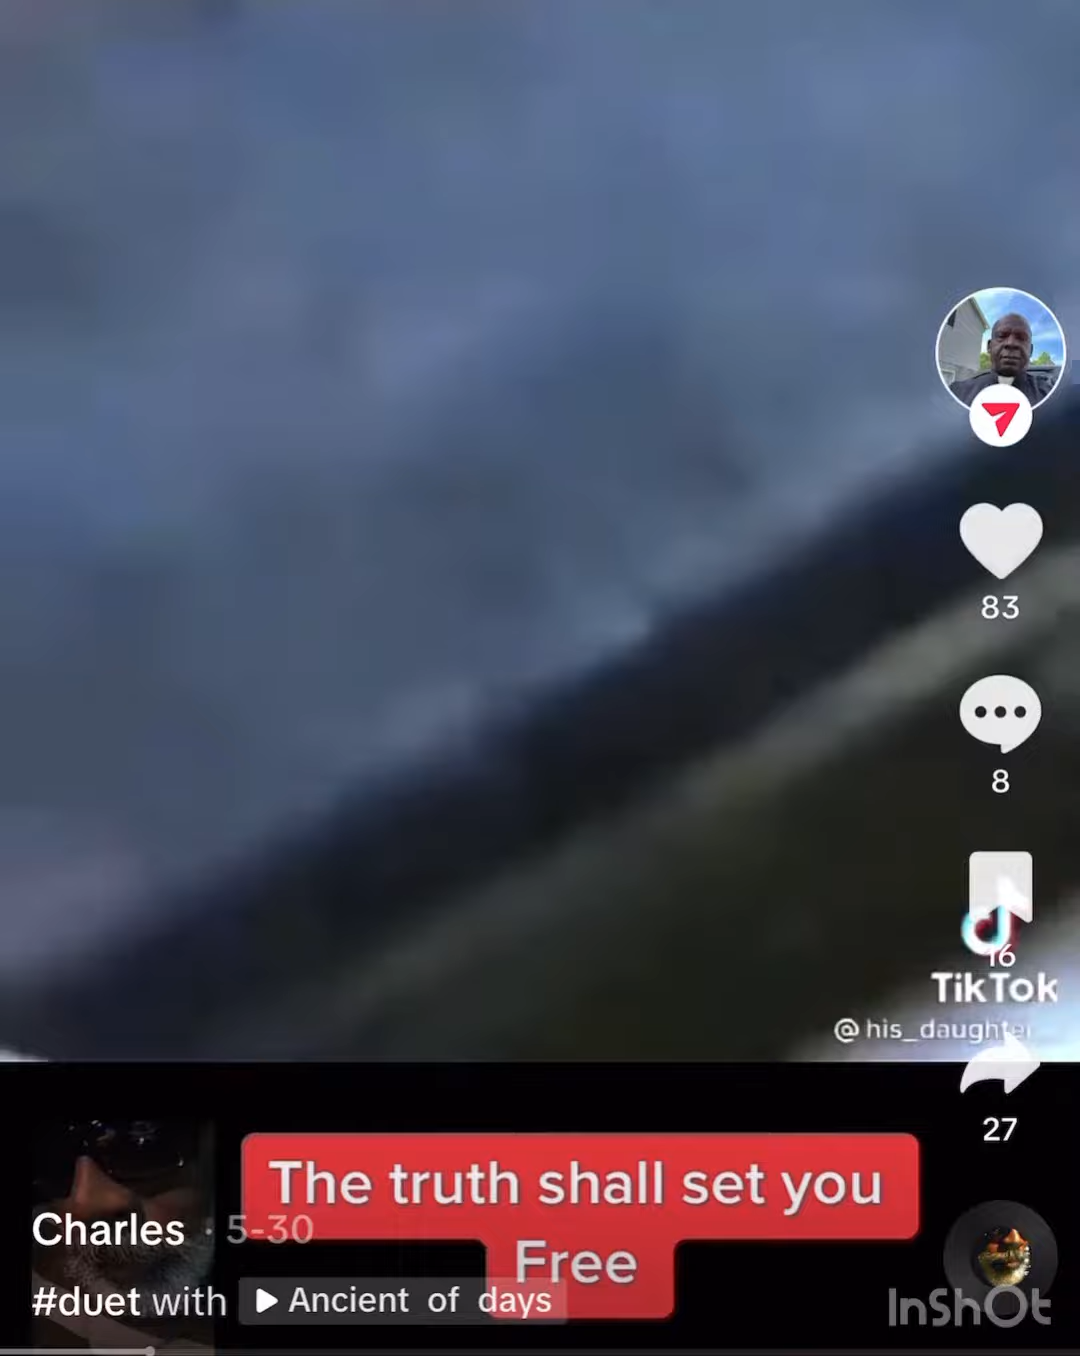 83
8
16
TikTok
@his_daughter
27
The truth shall set you
Free
Charles · 5-30
#duet with Ancient of days
InShOt